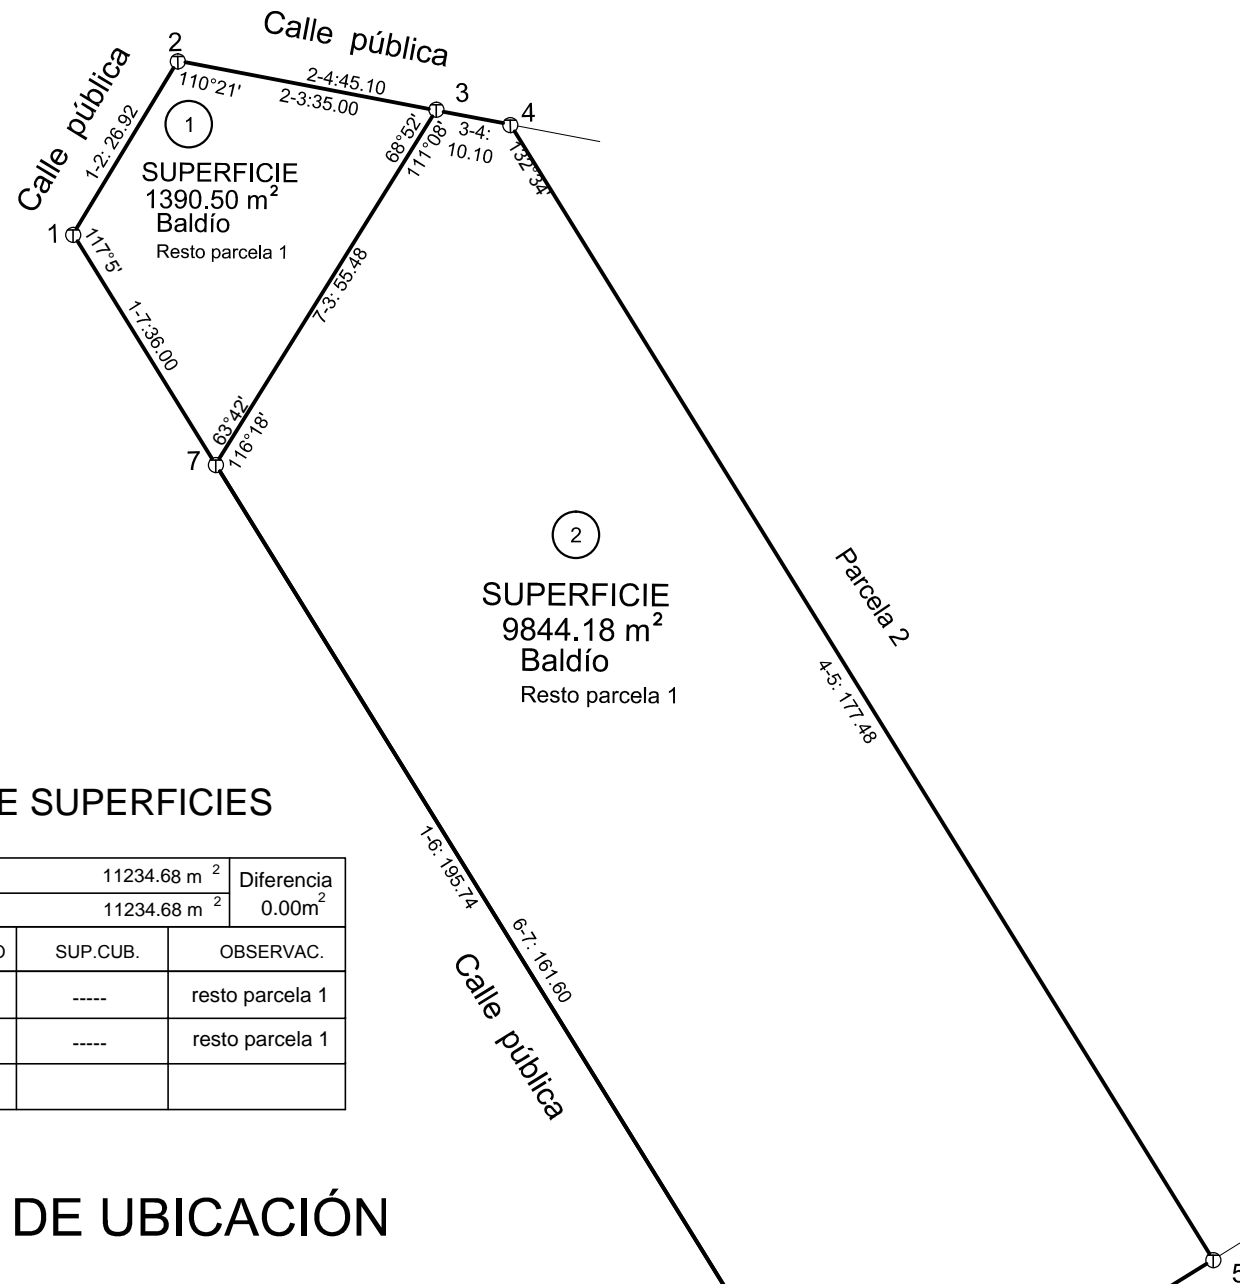 Calle pública
2
Calle pública
110°21'
2-4:45.10
2-3:35.00
3
4
3-4:
10.10
1
1-2: 26.92
68°52'
111°08'
132°34'
SUPERFICIE
1390.50 m²
Baldío
Resto parcela 1
1
117°5'
1-7:36.00
7-3: 55.48
63°42'
116°18'
7
2
SUPERFICIE
9844.18 m²
Baldío
Resto parcela 1
Parcela 2
4-5: 177.48
E SUPERFICIES
11234.68 m ²
Diferencia
0.00m²
11234.68 m ²
SUP.CUB.
OBSERVAC.
-----
resto parcela 1
-----
resto parcela 1
1-6: 195.74
6-7: 161.60
Calle pública
DE UBICACIÓN
5